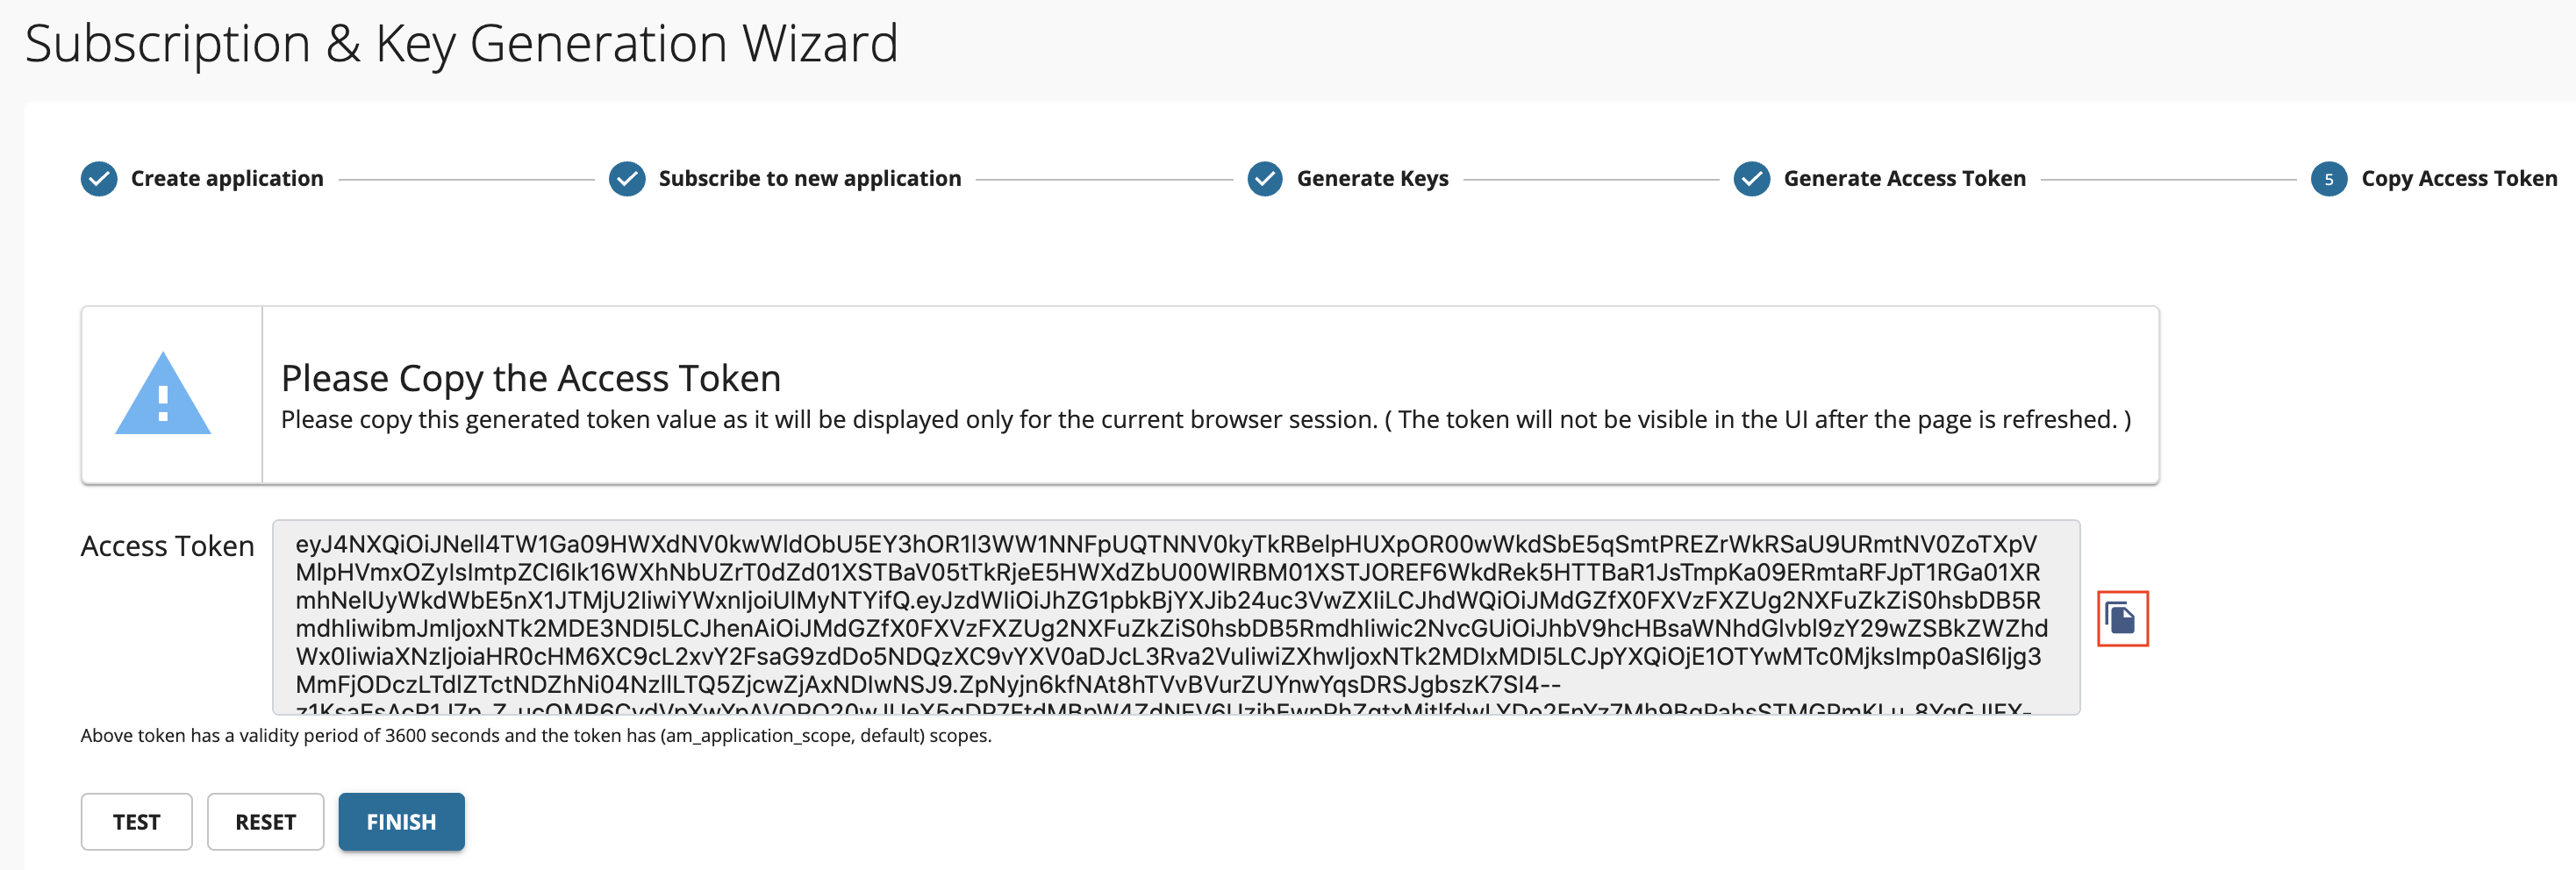 Subscription & Key Generation Wizard
Create application
Subscribe to new application
Generate Keys
Generate Access Token
5 Copy Access Token
Please Copy the Access Token
Please copy this generated token value as it will be displayed only for the current browser session. ( The token will not be visible in the UI after the page is refreshed. )
Access Token
eyJ4NXQiOiJNell4TW1Ga09HWXdNV0kwWldObU5EY3hOR1l3WW1NNFpUQTNNV0kyTkRBelpHUXpOR00wWkdSbE5qSmtPREZrWkRSaU9URmtNV0ZoTXpV
MlpHVmxOZyIsImtpZCI6Ik16WXhNbUZrT0dZd01XSTBaV05tTkRjeE5HWXdZbU00WlRBM01XSTJOREF6WkdRek5HTTBaR1JsTmpKa09ERmtaRFJpT1RGa01XR
mhNelUyWkdWbE5nX1JTMjU2IiwiYWxnIjoiUlMyNTYifQ.eyJzdWIiOiJhZG1pbkBjYXJib24uc3VwZXIiLCJhdWQiOiJMdGZfX0FXVzFXZUg2NXFuZkZiS0hsbDB5R
mdhIiwibmJmIjoxNTk2MDE3NDI5LCJhenAiOiJMdGZfX0FXVzFXZUg2NXFuZkZiS0hsbDB5RmdhIiwic2NvcGUiOiJhbV9hcHBsaWNhdGlvbl9zY29wZSBkZWZhd
Wx0IiwiaXNzIjoiaHR0cHM6XC9cL2xvY2FsaG9zdDo5NDQzXC9vYXV0aDJcL3Rva2VuIiwiZXhwIjoxNTk2MDIxMDI5LCJpYXQiOjE1OTYwMTc0MjksImp0aSI6Ijg3
MmFjODczLTdlZTctNDZhNi04NzllLTQ5ZjcwZjAxNDIwNSJ9.ZpNyjn6kfNAt8hTVvBVurZUYnwYqsDRSJgbszK7SI4--
Above token has a validity period of 3600 seconds and the token has (am_application_scope, default) scopes.
TEST
RESET
FINISH